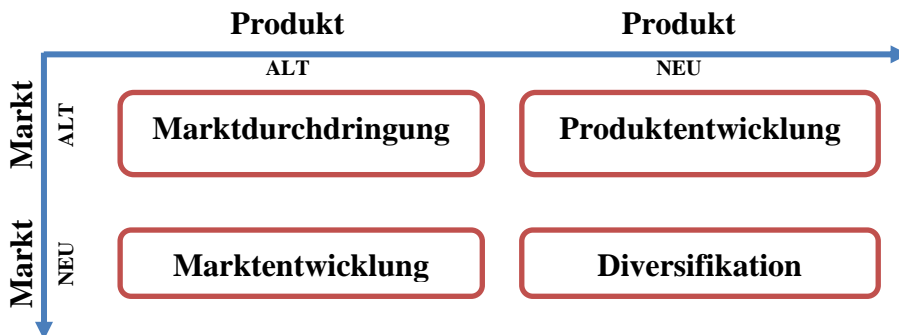 Produkt Produkt
ALT NEU
Markt ALT Marktdurchdringung Produktentwicklung
Markt NEU Marktentwicklung Diversifikation